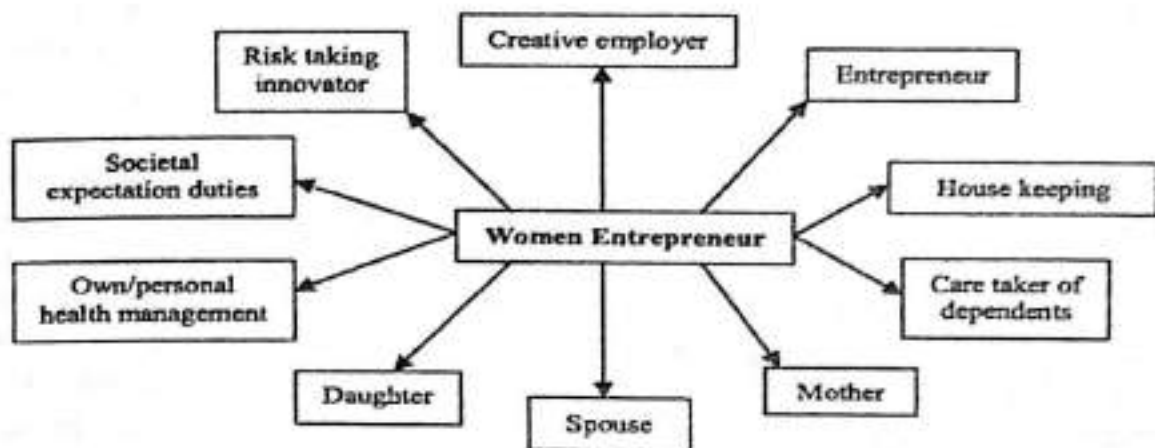 Creative employer
Risk taking
innovator
Entrepreneur
Societal
expectation duties
House keeping
Women Entrepreneur
Own/personal
health management
Care taker of
dependents
Daughter
Mother
Spouse